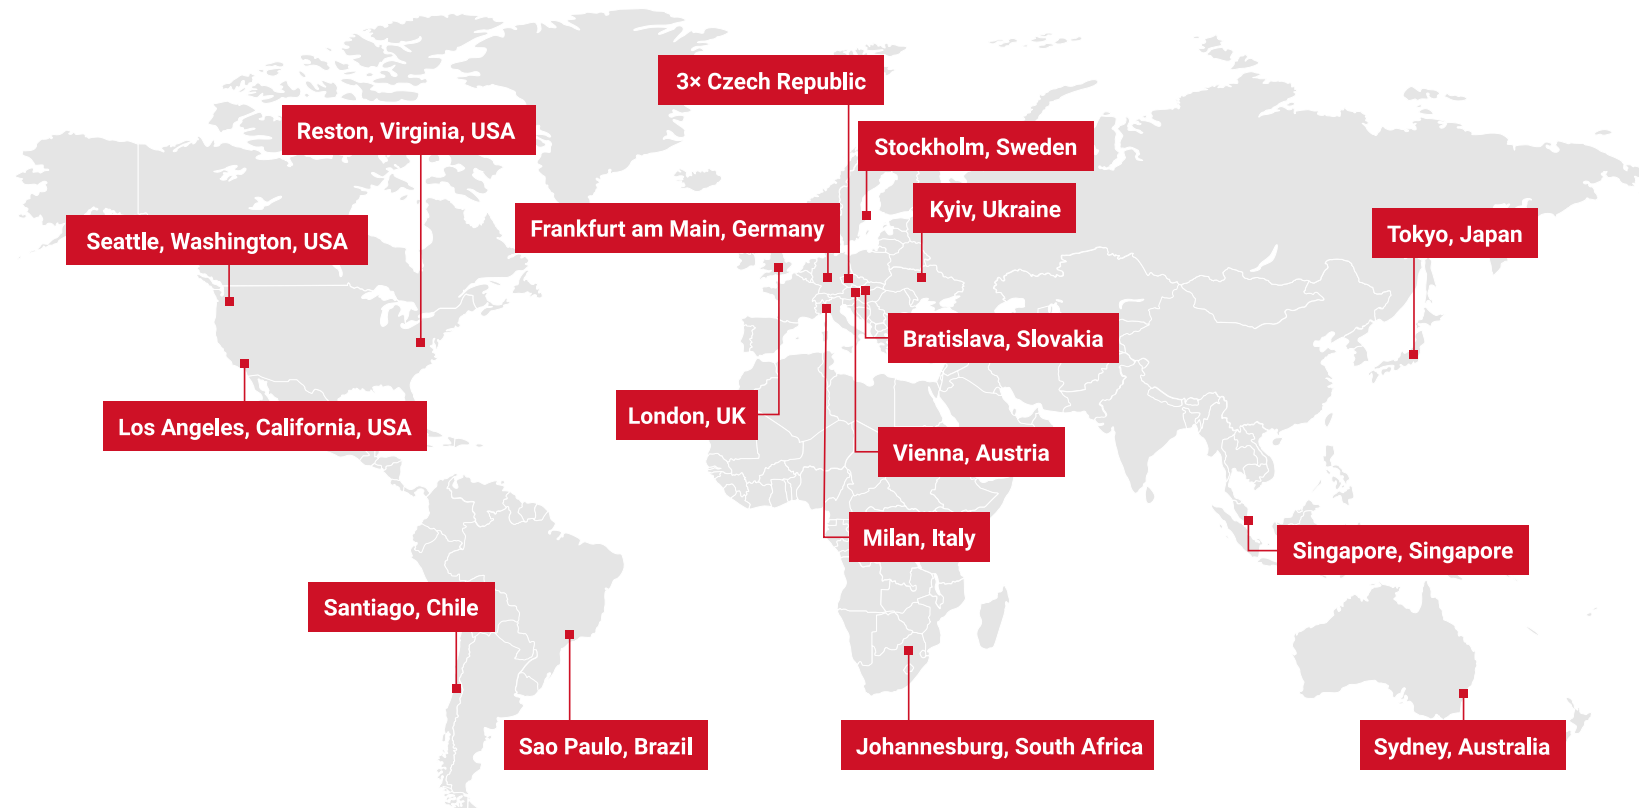 3× Czech Republic
Reston, Virginia, USA
Stockholm, Sweden
Kyiv, Ukraine
Frankfurt am Main, Germany
Seattle, Washington, USA
Tokyo, Japan
Bratislava, Slovakia
London, UK
Los Angeles, California, USA
Vienna, Austria
Milan, Italy
Singapore, Singapore
Santiago, Chile
Sao Paulo, Brazil
Johannesburg, South Africa
Sydney, Australia